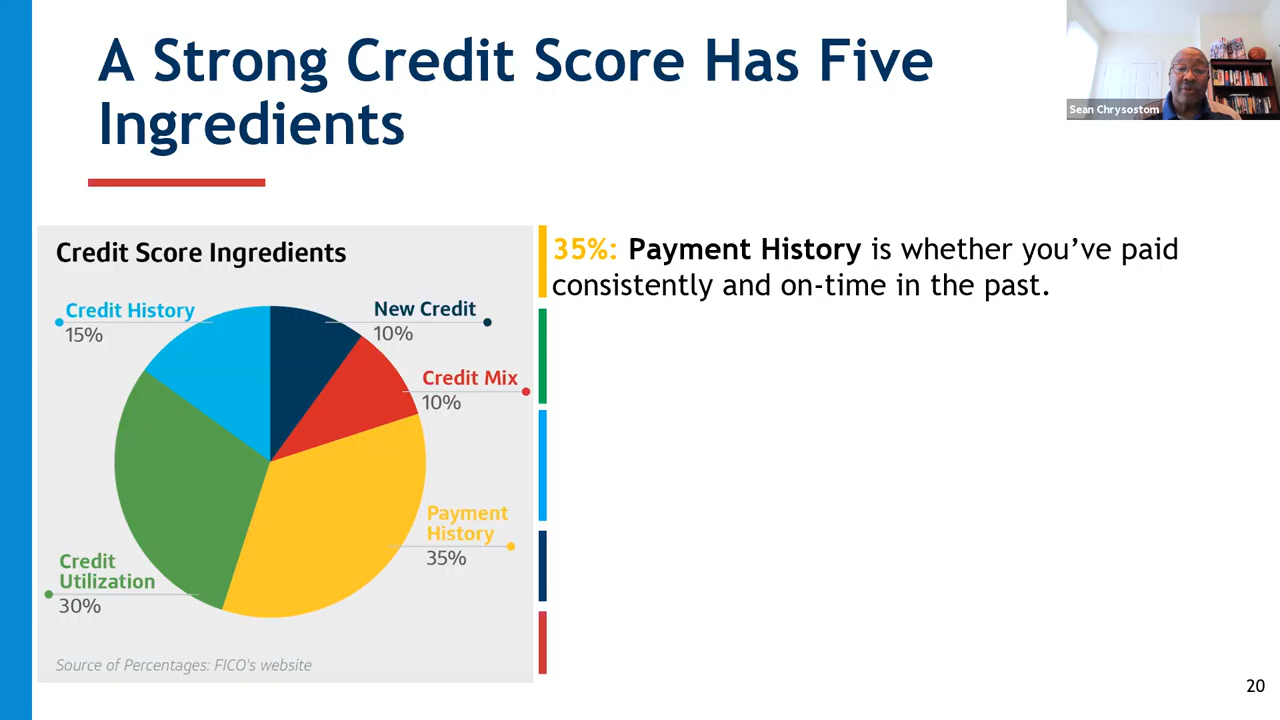 A Strong Credit Score Has Five
Ingredients
Sean Chrysostom
Credit Score Ingredients
Credit History
15%
New Credit
10%
Credit Mix
10%
Payment
History
35%
Credit
Utilization
30%
Source of Percentages: FICO's website
35%: Payment History is whether you’ve paid
consistently and on-time in the past.
20